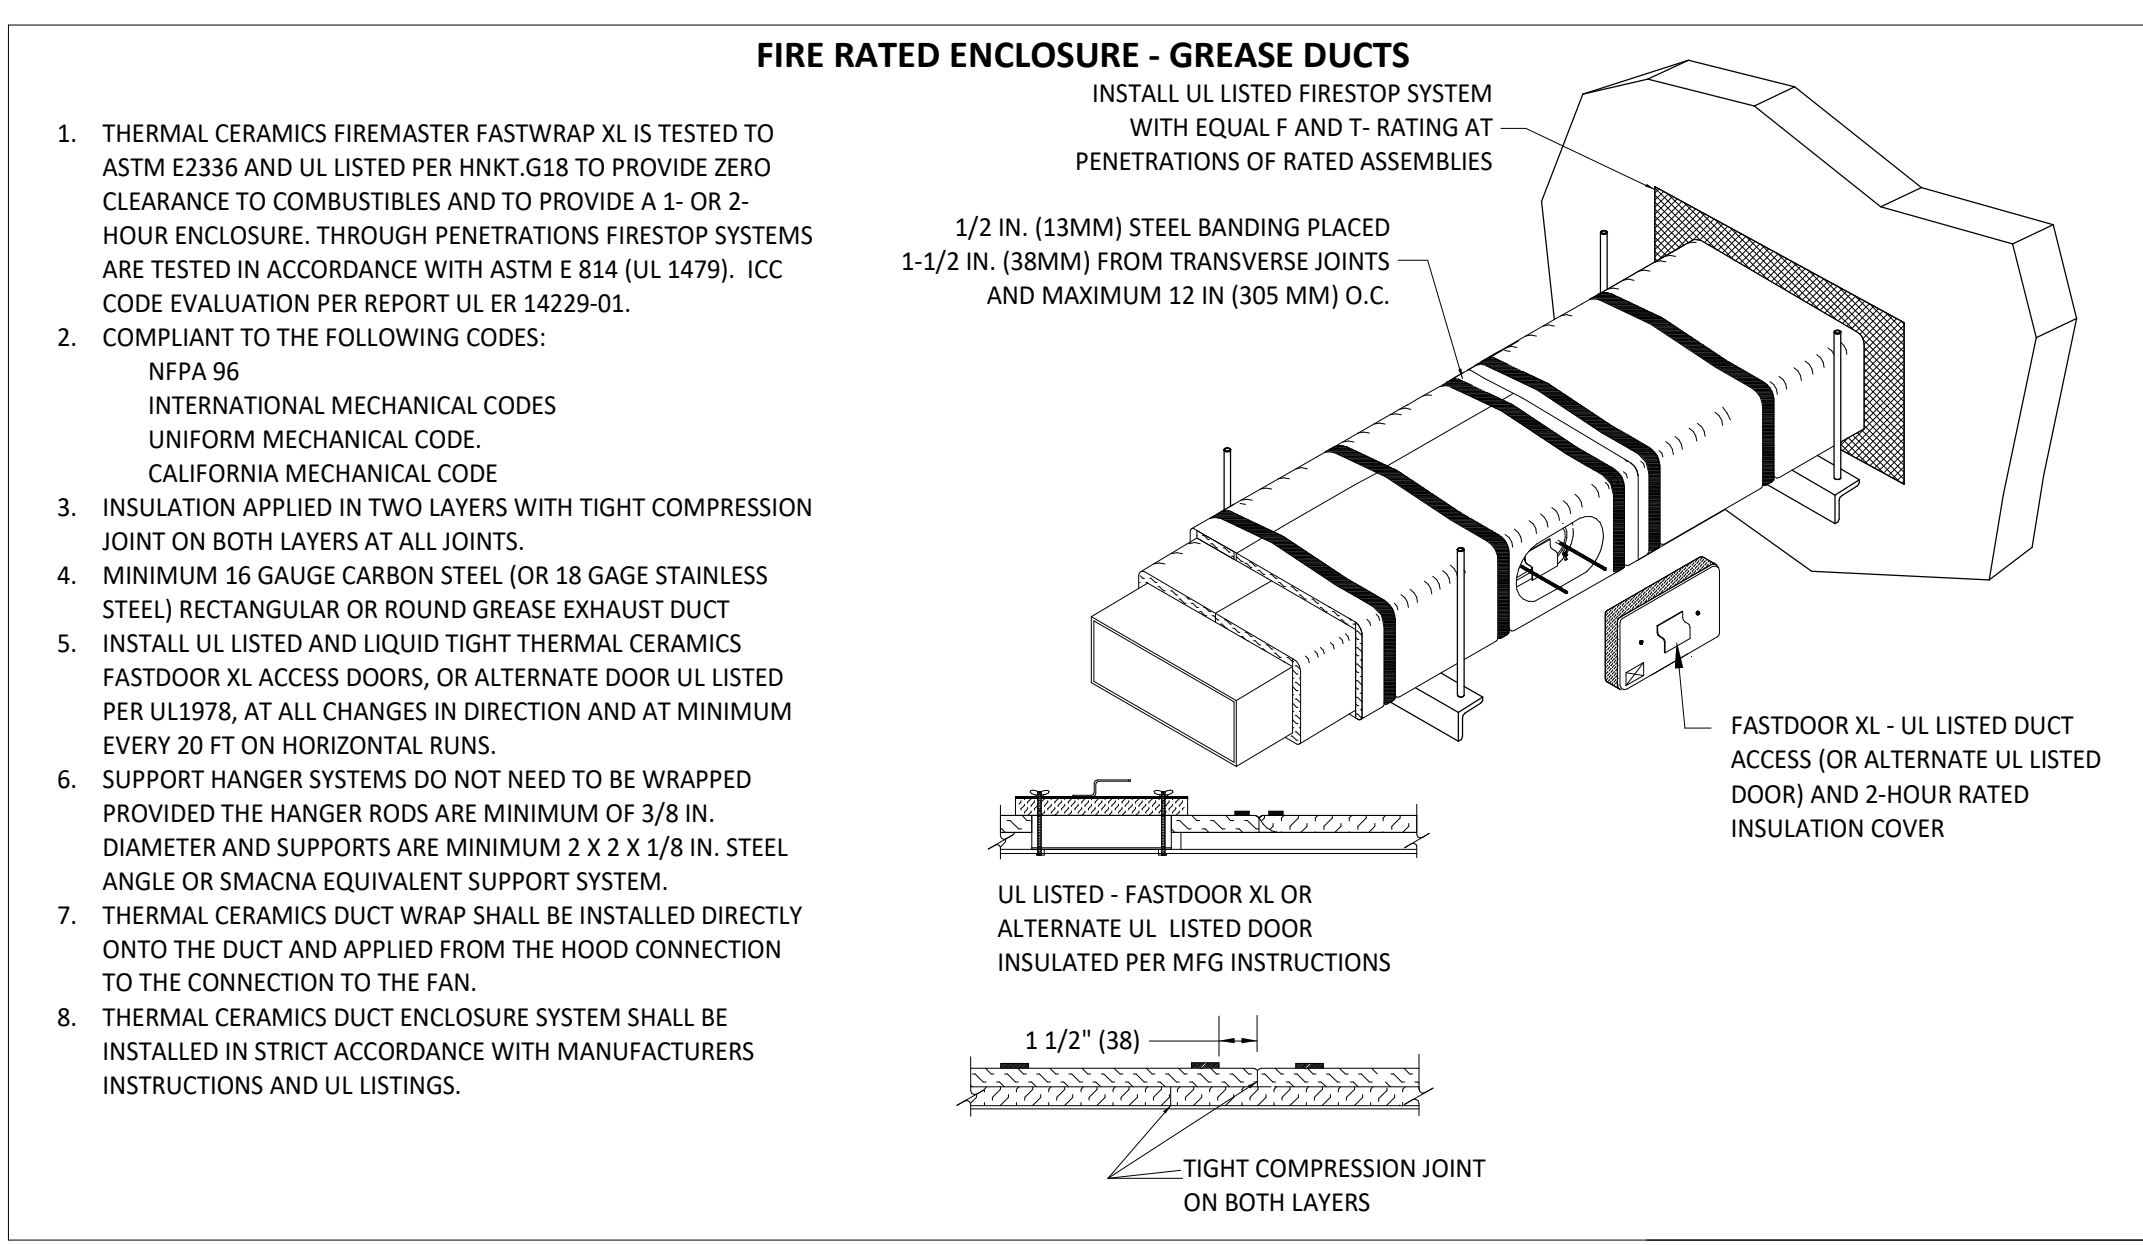 FIRE RATED ENCLOSURE - GREASE DUCTS
1. THERMAL CERAMICS FIREMASTER FASTWRAP XL IS TESTED TO
ASTM E2336 AND UL LISTED PER HNKT.G18 TO PROVIDE ZERO
CLEARANCE TO COMBUSTIBLES AND TO PROVIDE A 1- OR 2-
HOUR ENCLOSURE. THROUGH PENETRATIONS FIRESTOP SYSTEMS
ARE TESTED IN ACCORDANCE WITH ASTM E 814 (UL 1479).  ICC
CODE EVALUATION PER REPORT UL ER 14229-01.
2. COMPLIANT TO THE FOLLOWING CODES:
NFPA 96
INTERNATIONAL MECHANICAL CODES
UNIFORM MECHANICAL CODE.
CALIFORNIA MECHANICAL CODE
3. INSULATION APPLIED IN TWO LAYERS WITH TIGHT COMPRESSION
JOINT ON BOTH LAYERS AT ALL JOINTS.
4. MINIMUM 16 GAUGE CARBON STEEL (OR 18 GAGE STAINLESS
STEEL) RECTANGULAR OR ROUND GREASE EXHAUST DUCT
5. INSTALL UL LISTED AND LIQUID TIGHT THERMAL CERAMICS
FASTDOOR XL ACCESS DOORS, OR ALTERNATE DOOR UL LISTED
PER UL1978, AT ALL CHANGES IN DIRECTION AND AT MINIMUM
EVERY 20 FT ON HORIZONTAL RUNS.
6. SUPPORT HANGER SYSTEMS DO NOT NEED TO BE WRAPPED
PROVIDED THE HANGER RODS ARE MINIMUM OF 3/8 IN.
DIAMETER AND SUPPORTS ARE MINIMUM 2 X 2 X 1/8 IN. STEEL
ANGLE OR SMACNA EQUIVALENT SUPPORT SYSTEM.
7. THERMAL CERAMICS DUCT WRAP SHALL BE INSTALLED DIRECTLY
ONTO THE DUCT AND APPLIED FROM THE HOOD CONNECTION
TO THE CONNECTION TO THE FAN.
8. THERMAL CERAMICS DUCT ENCLOSURE SYSTEM SHALL BE
INSTALLED IN STRICT ACCORDANCE WITH MANUFACTURERS
INSTRUCTIONS AND UL LISTINGS.
INSTALL UL LISTED FIRESTOP SYSTEM
WITH EQUAL F AND T- RATING AT
PENETRATIONS OF RATED ASSEMBLIES
1/2 IN. (13MM) STEEL BANDING PLACED
1-1/2 IN. (38MM) FROM TRANSVERSE JOINTS
AND MAXIMUM 12 IN (305 MM) O.C.
FASTDOOR XL - UL LISTED DUCT
ACCESS (OR ALTERNATE UL LISTED
DOOR) AND 2-HOUR RATED
INSULATION COVER
UL LISTED - FASTDOOR XL OR
ALTERNATE UL  LISTED DOOR
INSULATED PER MFG INSTRUCTIONS
1 1/2" (38)
TIGHT COMPRESSION JOINT
ON BOTH LAYERS